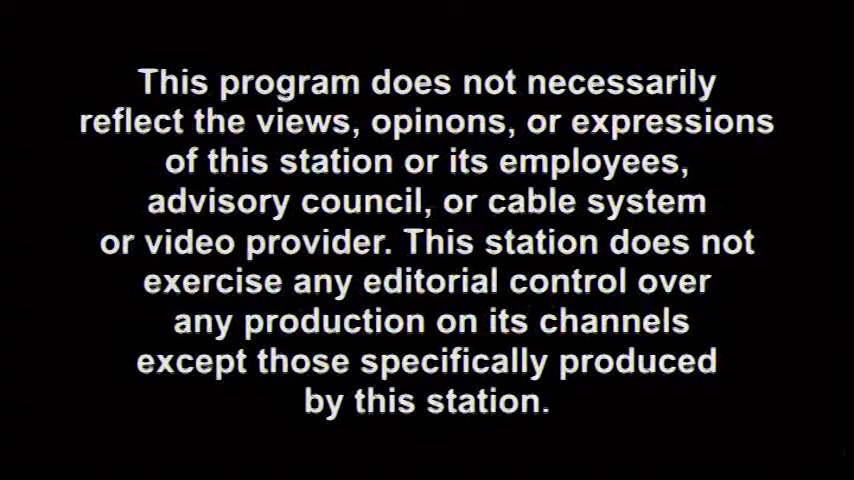 This program does not necessarily
reflect the views, opinons, or expressions
of this station or its employees,
advisory council, or cable system
or video provider. This station does not
exercise any editorial control over
any production on its channels
except those specifically produced
by this station.